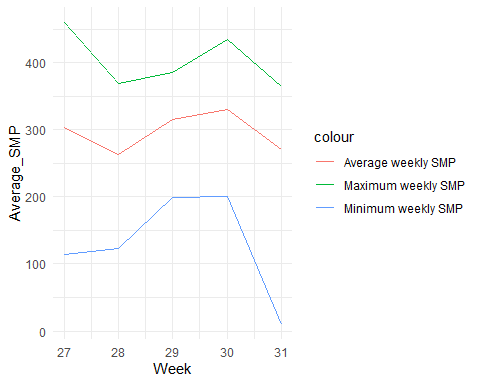 Average_SMP
400
300
200
100
0
27 28 29 30 31
Week
colour
Average weekly SMP
Maximum weekly SMP
Minimum weekly SMP